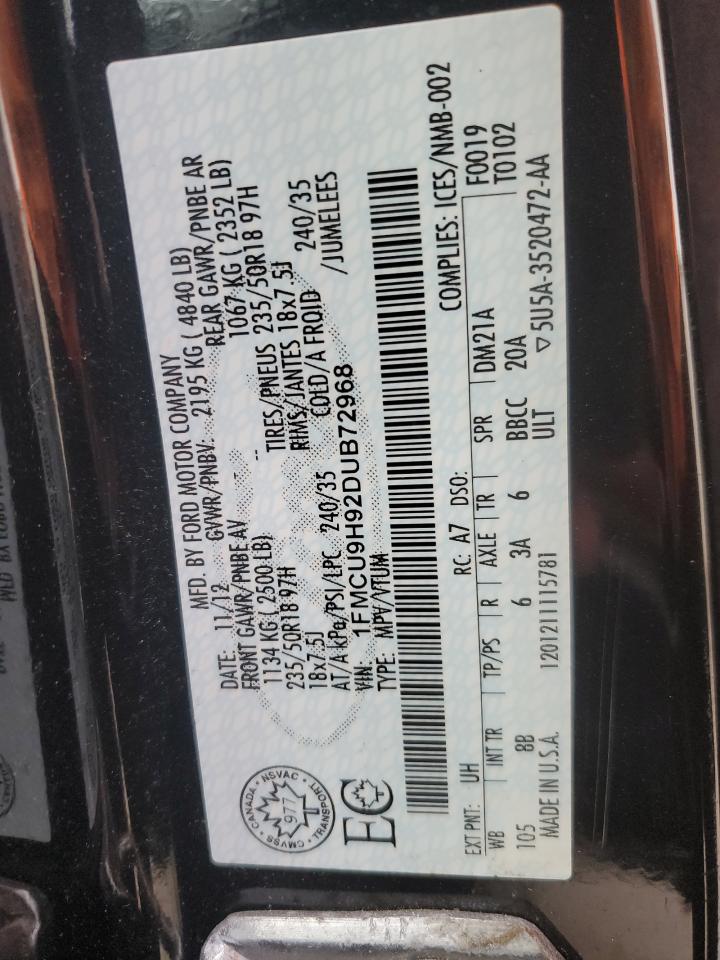 MFD. BY FORD MOTOR COMPANY
DATE: 11/12 GVWR/PNBV: 2195 KG ( 4840 LB)
FRONT GAWR/PNBE AV REAR GAWR/PNBE AR
1134 KG ( 2500 LB) 1067 KG ( 2352 LB)
235/50R18 97H -- TIRES/PNEUS 235/50R18 97H
18x7.5J RIMS/JANTES 18x7.5J
AT/A kPa/PSI/LPC 240/35 COLD/A FROID 240/35
VIN: 1FMCU9H92DUB72968 /JUMELEES
TYPE: MPV/VTUM
CANADA • NSVAC • TRANSPORT • CMVSS •
977
T
EC
COMPLIES: ICES/NMB-002
EXT PNT: UH RC: A7 DSO: F0019
WB INT TR TP/PS R AXLE TR SPR DM21A T0102
105 8B 6 3A 6 BBCC 20A
ULT
MADE IN U.S.A. 12012111115781 ▽5U5A-3520472-AA